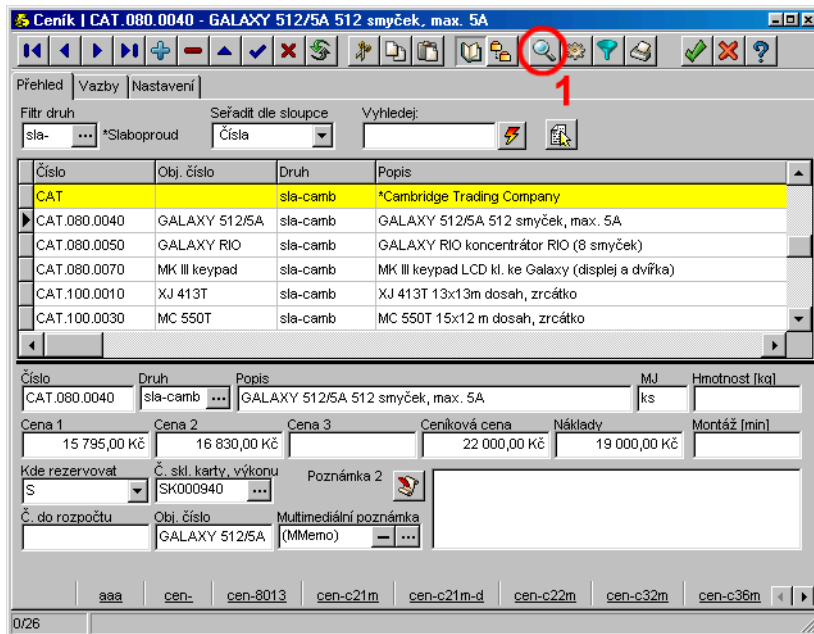 Ceník | CAT.080.0040 - GALAXY 512/5A 512 smyček, max. 5A
1
Přehled Vazby Nastavení
Filtr druh Seřadit dle sloupce Vyhledej:
sla- ... *Slaboproud Čísla
Číslo Obj. číslo Druh Popis
CAT sla-camb *Cambridge Trading Company
CAT.080.0040 GALAXY 512/5A sla-camb GALAXY 512/5A 512 smyček, max. 5A
CAT.080.0050 GALAXY RIO sla-camb GALAXY RIO koncentrátor RIO (8 smyček)
CAT.080.0070 MK III keypad sla-camb MK III keypad LCD kl. ke Galaxy (displej a dvířka)
CAT.100.0010 XJ 413T sla-camb XJ 413T 13x13m dosah, zrcátko
CAT.100.0030 MC 550T sla-camb MC 550T 15x12 m dosah, zrcátko
Číslo Druh Popis MJ Hmotnost [kg]
CAT.080.0040 sla-camb ... GALAXY 512/5A 512 smyček, max. 5A ks
Cena 1 Cena 2 Cena 3 Ceníková cena Náklady Montáž [min]
15 795,00 Kč 16 830,00 Kč 22 000,00 Kč 19 000,00 Kč
Kde rezervovat Č. skl. karty, výkonu Poznámka 2
S SK000940 ...
Č. do rozpočtu Obj. číslo Multimediální poznámka
GALAXY 512/5A (MMemo) ...
aaa cen- cen-8013 cen-c21m cen-c21m-d cen-c22m cen-c32m cen-c36m
0/26